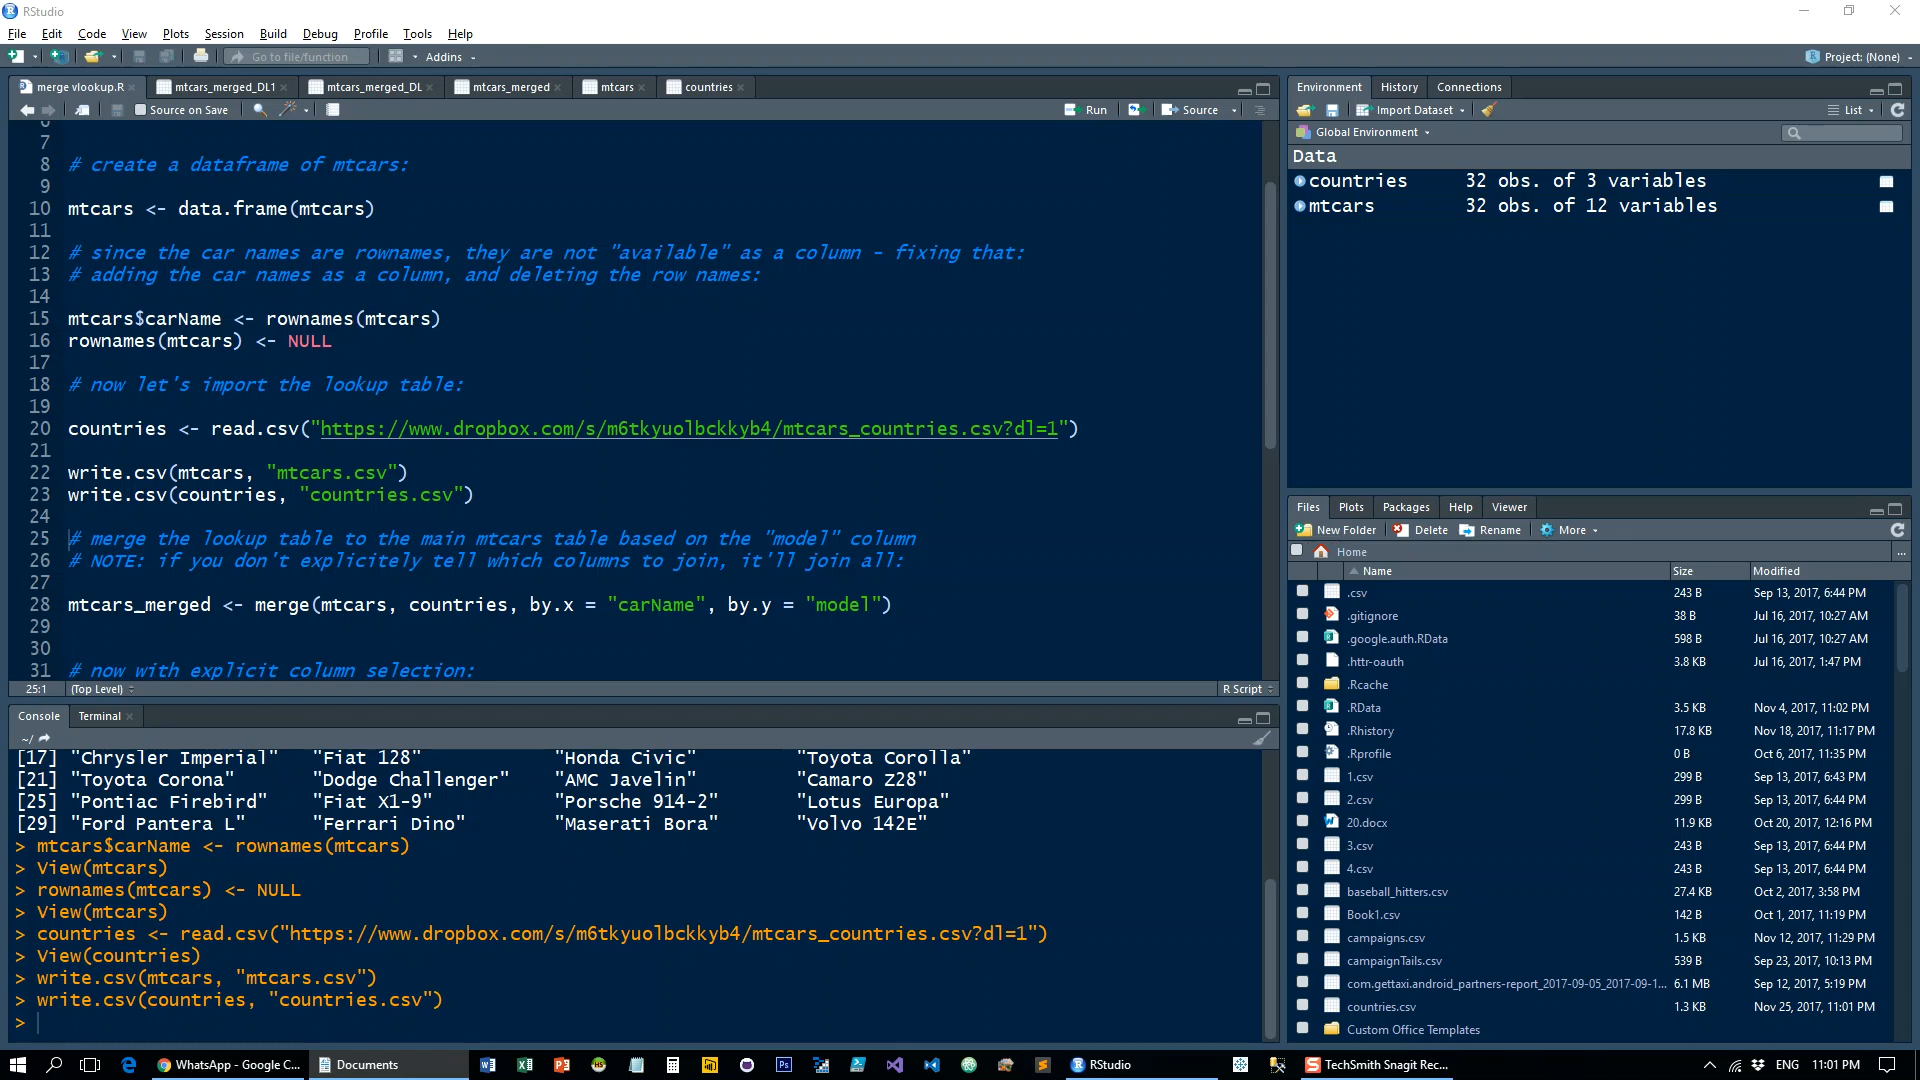 RStudio
File Edit Code View Plots Session Build Debug Profile Tools Help
Go to file/function Addins Project: (None)
merge vlookup.R mtcars_merged_DL1 mtcars_merged_DL mtcars_merged mtcars countries
Source on Save Run Source
7
8 # create a dataframe of mtcars:
9
10 mtcars <- data.frame(mtcars)
11
12 # since the car names are rownames, they are not "available" as a column - fixing that:
13 # adding the car names as a column, and deleting the row names:
14
15 mtcars$carName <- rownames(mtcars)
16 rownames(mtcars) <- NULL
17
18 # now let's import the lookup table:
19
20 countries <- read.csv("https://www.dropbox.com/s/m6tkyuolbckkyb4/mtcars_countries.csv?dl=1")
21
22 write.csv(mtcars, "mtcars.csv")
23 write.csv(countries, "countries.csv")
24
25 # merge the lookup table to the main mtcars table based on the "model" column
26 # NOTE: if you don't explicitely tell which columns to join, it'll join all:
27
28 mtcars_merged <- merge(mtcars, countries, by.x = "carName", by.y = "model")
29
30
31 # now with explicit column selection:
25:1 (Top Level) R Script
Console Terminal
~/
[17] "Chrysler Imperial" "Fiat 128" "Honda Civic" "Toyota Corolla"
[21] "Toyota Corona" "Dodge Challenger" "AMC Javelin" "Camaro Z28"
[25] "Pontiac Firebird" "Fiat X1-9" "Porsche 914-2" "Lotus Europa"
[29] "Ford Pantera L" "Ferrari Dino" "Maserati Bora" "Volvo 142E"
> mtcars$carName <- rownames(mtcars)
> View(mtcars)
> rownames(mtcars) <- NULL
> View(mtcars)
> countries <- read.csv("https://www.dropbox.com/s/m6tkyuolbckkyb4/mtcars_countries.csv?dl=1")
> View(countries)
> write.csv(mtcars, "mtcars.csv")
> write.csv(countries, "countries.csv")
>
Environment History Connections
Import Dataset List
Global Environment
Data
countries 32 obs. of 3 variables
mtcars 32 obs. of 12 variables
Files Plots Packages Help Viewer
New Folder Delete Rename More
Home ...
Name Size Modified
.csv 243 B Sep 13, 2017, 6:44 PM
.gitignore 38 B Jul 16, 2017, 10:27 AM
.google.auth.RData 598 B Jul 16, 2017, 10:27 AM
.httr-oauth 3.8 KB Jul 16, 2017, 1:47 PM
.Rcache
.RData 3.5 KB Nov 4, 2017, 11:02 PM
.Rhistory 17.8 KB Nov 18, 2017, 11:17 PM
.Rprofile 0 B Oct 6, 2017, 11:35 PM
1.csv 299 B Sep 13, 2017, 6:43 PM
2.csv 299 B Sep 13, 2017, 6:44 PM
20.docx 11.9 KB Oct 20, 2017, 12:16 PM
3.csv 243 B Sep 13, 2017, 6:44 PM
4.csv 243 B Sep 13, 2017, 6:44 PM
baseball_hitters.csv 27.4 KB Oct 2, 2017, 3:58 PM
Book1.csv 142 B Oct 1, 2017, 11:19 PM
campaigns.csv 1.5 KB Nov 12, 2017, 11:29 PM
campaignTails.csv 539 B Sep 23, 2017, 10:13 PM
com.gettaxi.android_partners-report_2017-09-05_2017-09-1... 6.1 MB Sep 12, 2017, 5:19 PM
countries.csv 1.3 KB Nov 25, 2017, 11:01 PM
Custom Office Templates
WhatsApp - Google C... Documents RStudio TechSmith Snagit Rec... ENG 11:01 PM